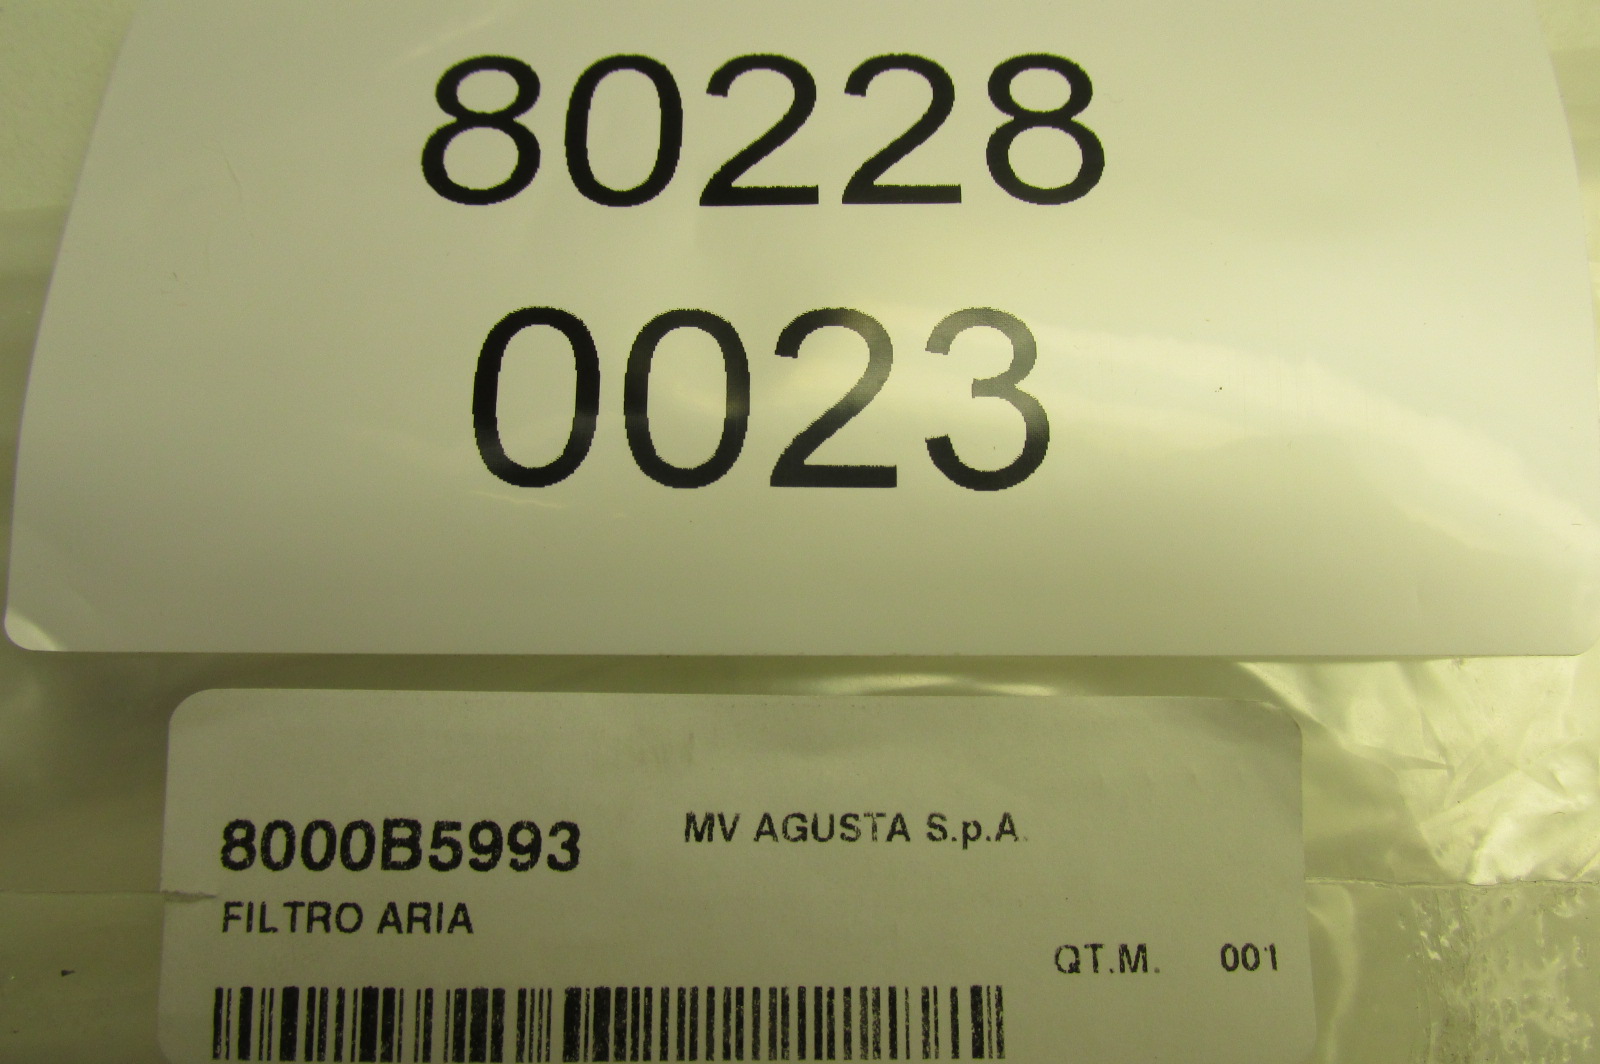 80228
0023
8000B5993 MV AGUSTA S.p.A.
FILTRO ARIA
QT.M. 001